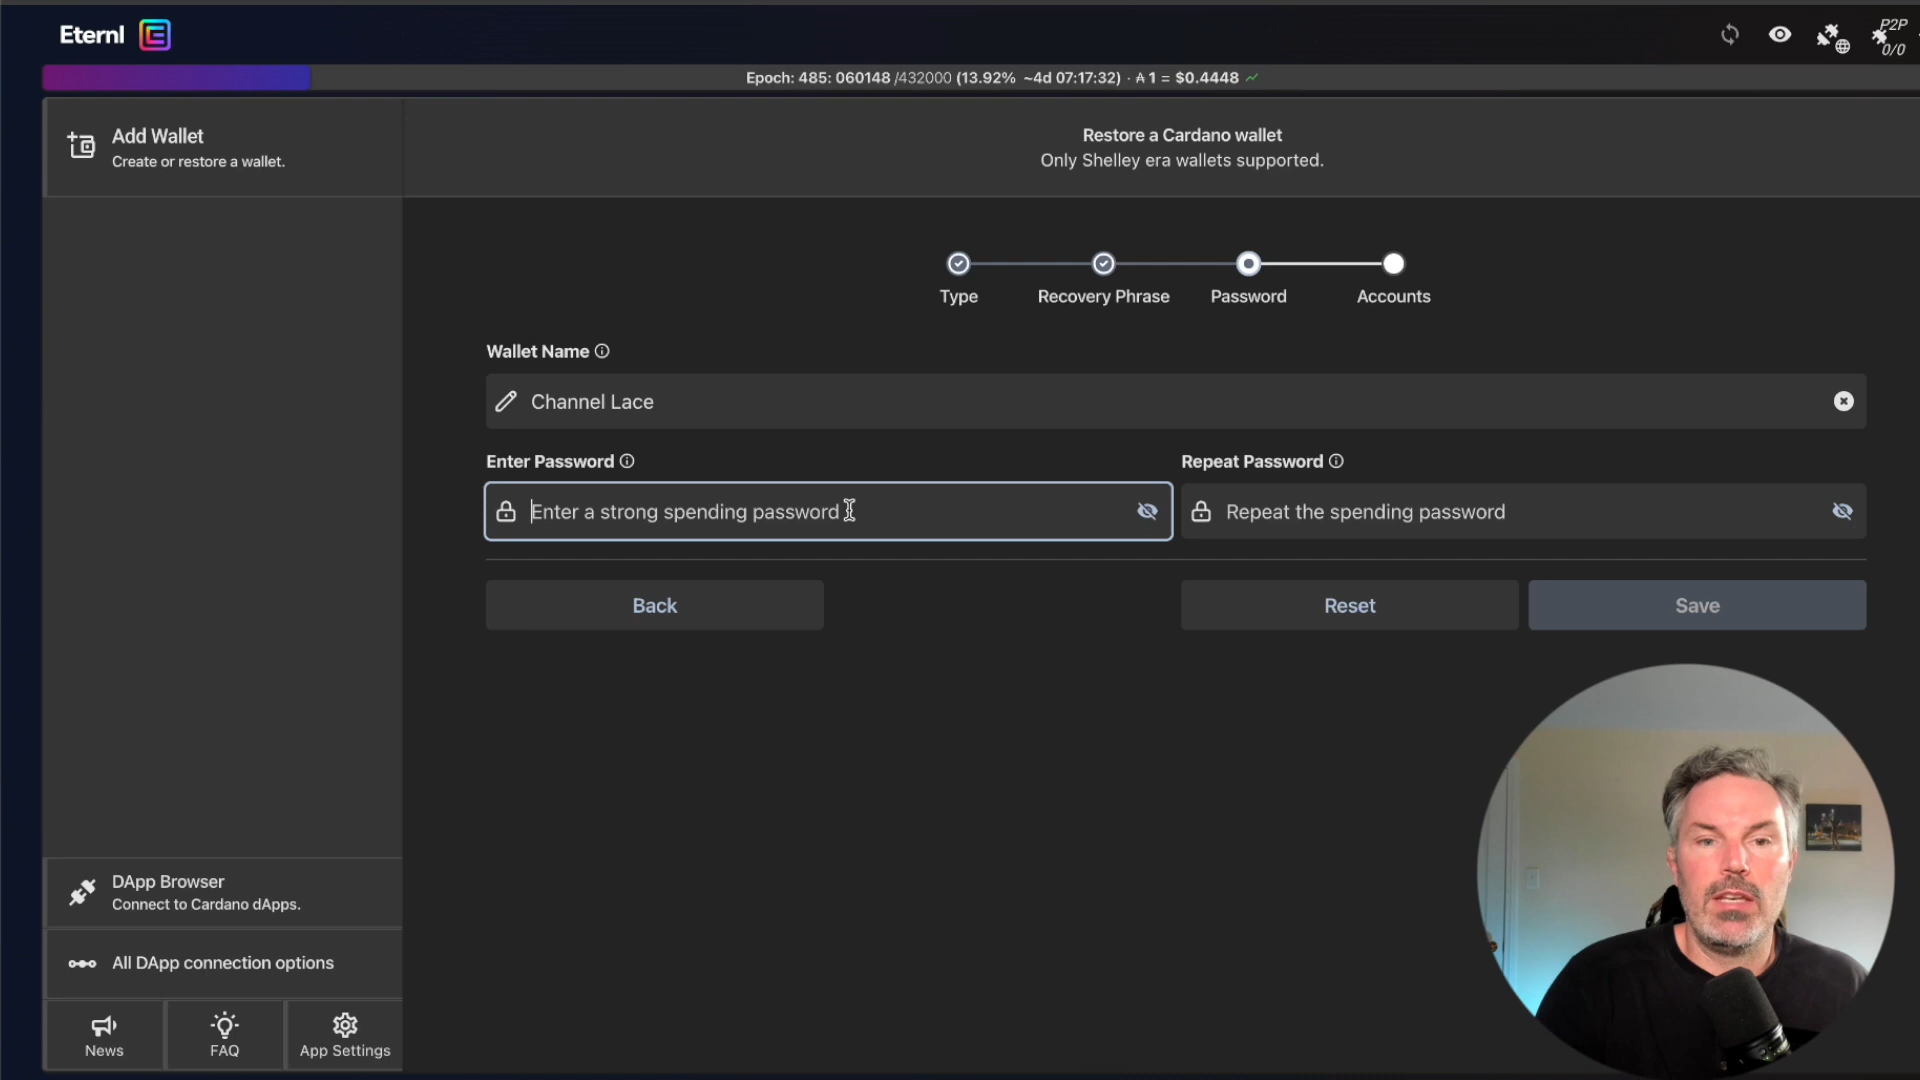 Eternl
P2P
0/0
Epoch: 485: 060148 /432000 (13.92% ~4d 07:17:32) · ₳ 1 = $0.4448
Add Wallet
Create or restore a wallet.
Restore a Cardano wallet
Only Shelley era wallets supported.
Type
Recovery Phrase
Password
Accounts
Wallet Name
Channel Lace
Enter Password
Repeat Password
Enter a strong spending password
Repeat the spending password
Back
Reset
Save
DApp Browser
Connect to Cardano dApps.
All DApp connection options
News
FAQ
App Settings